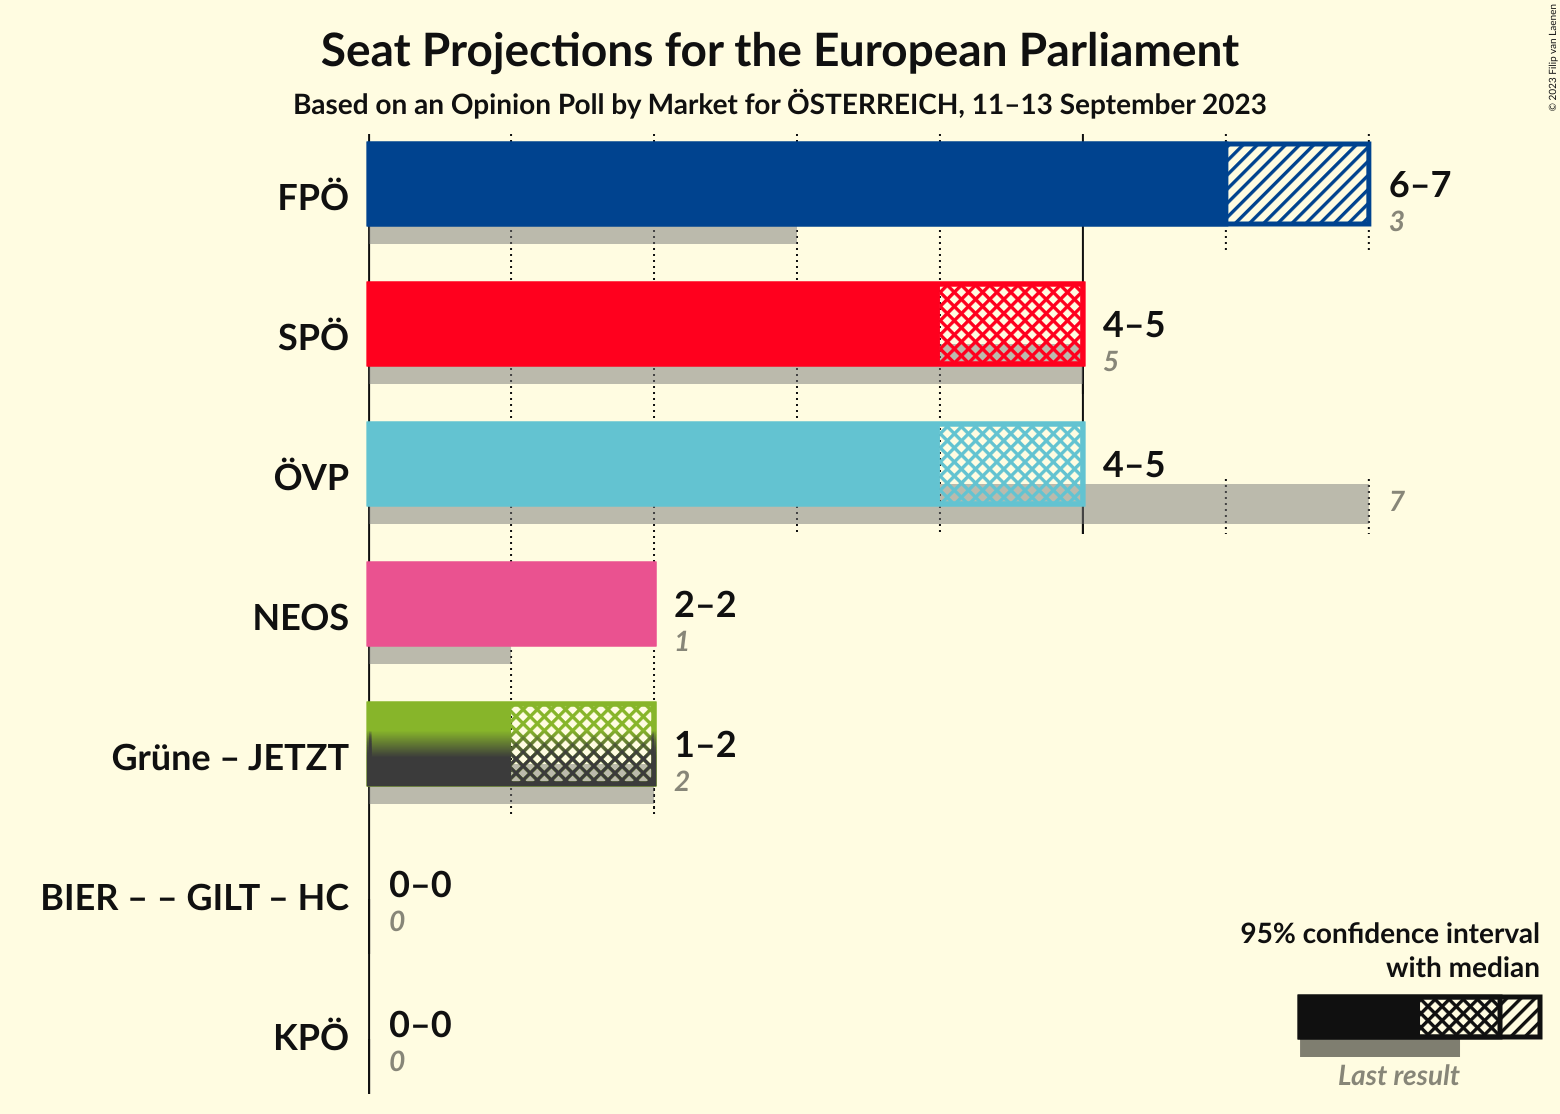 Seat Projections for the European Parliament
Based on an Opinion Poll by Market for ÖSTERREICH, 11–13 September 2023
© 2023 Filip van Laenen
FPÖ
6–7
3
SPÖ
4–5
5
ÖVP
4–5
7
NEOS
2–2
1
Grüne – JETZT
1–2
2
BIER – – GILT – HC
0–0
0
KPÖ
0–0
0
95% confidence interval
with median
Last result